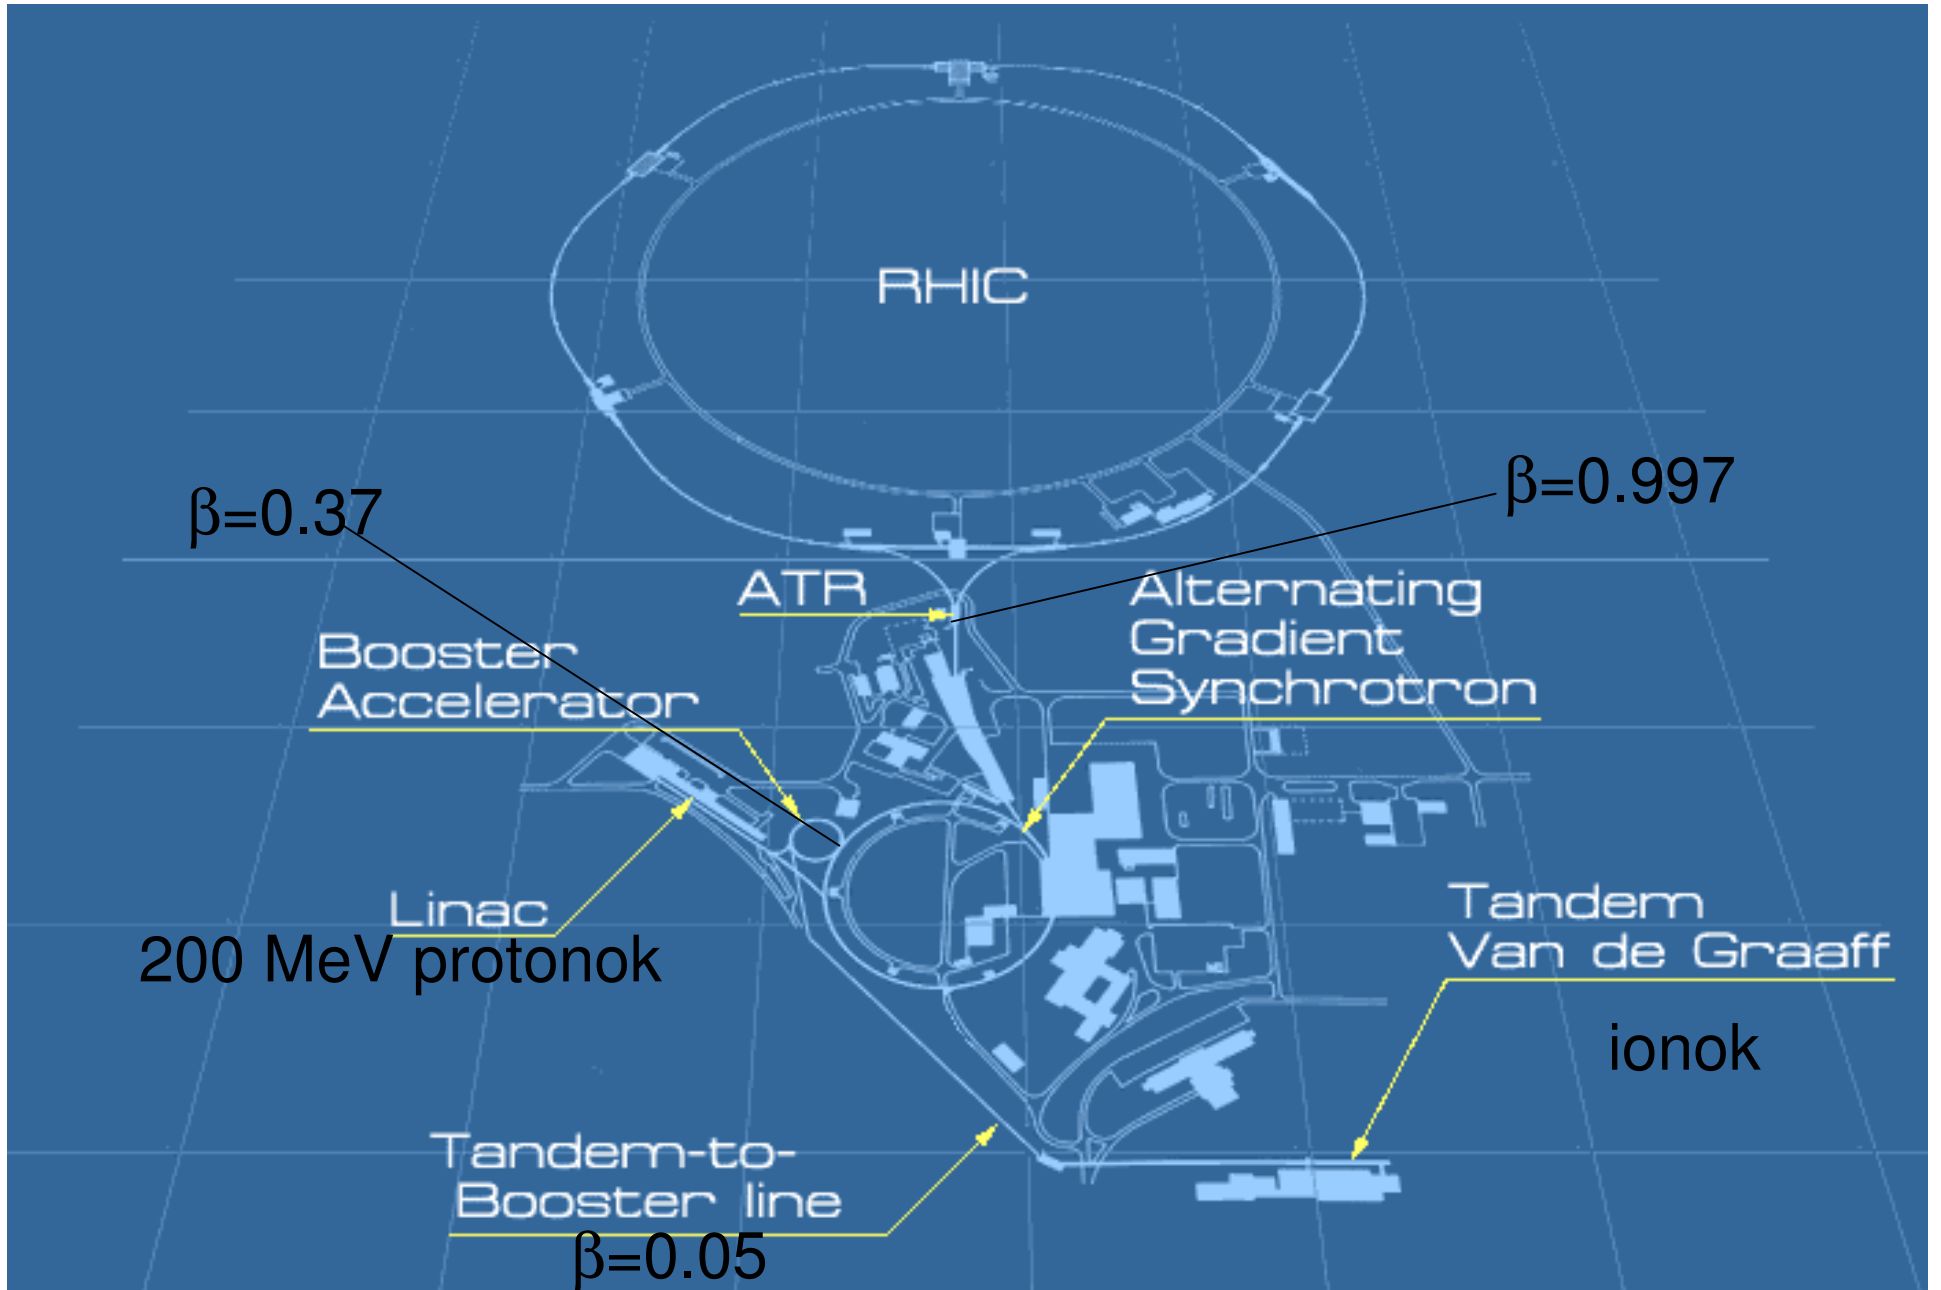 RHIC
β=0.997
β=0.37
ATR
Alternating
Gradient
Synchrotron
Booster
Accelerator
Linac
200 MeV protonok
Tandem
Van de Graaff
ionok
Tandem-to-
Booster line
β=0.05